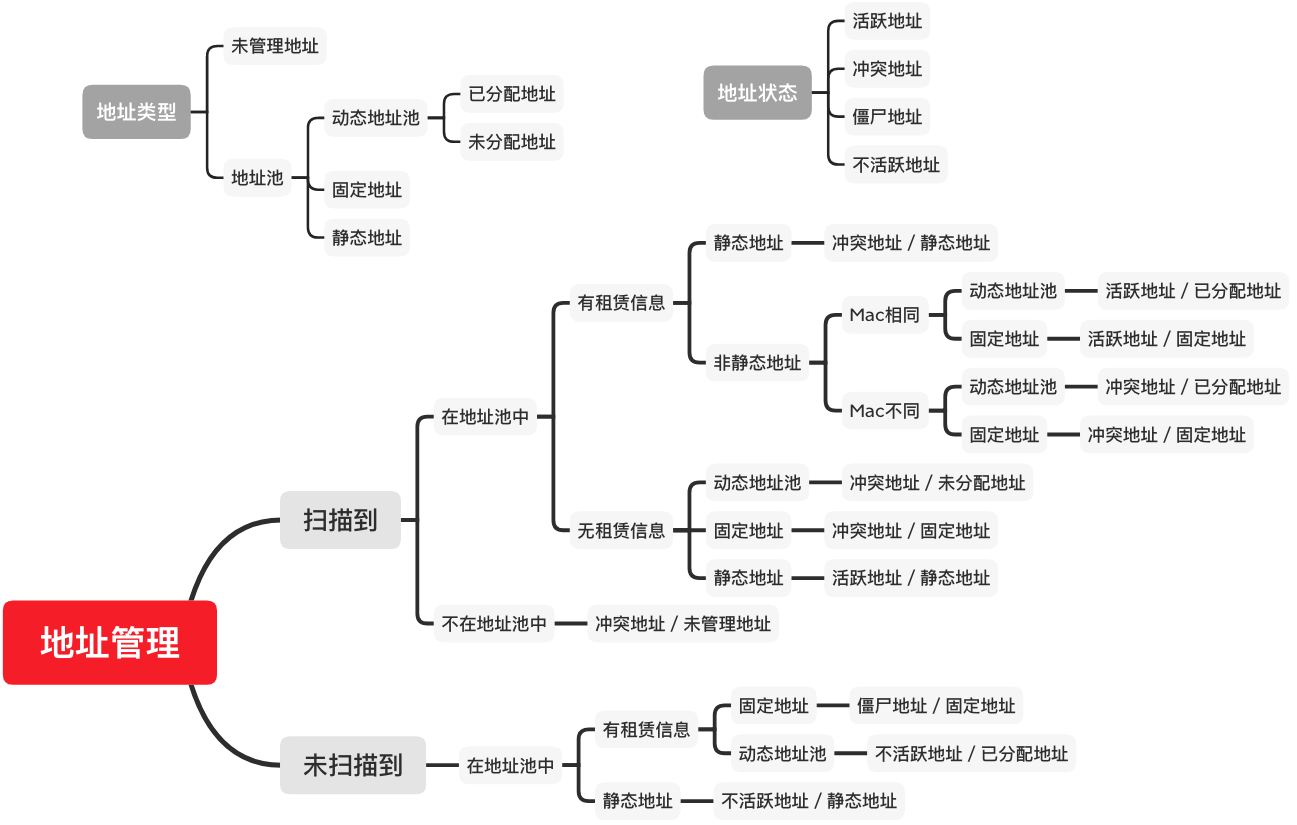 地址类型
未管理地址
地址池
动态地址池
已分配地址
未分配地址
固定地址
静态地址
地址状态
活跃地址
冲突地址
僵尸地址
不活跃地址
地址管理
扫描到
在地址池中
有租赁信息
静态地址
冲突地址 / 静态地址
非静态地址
Mac相同
动态地址池
活跃地址 / 已分配地址
固定地址
活跃地址 / 固定地址
Mac不同
动态地址池
冲突地址 / 已分配地址
固定地址
冲突地址 / 固定地址
无租赁信息
动态地址池
冲突地址 / 未分配地址
固定地址
冲突地址 / 固定地址
静态地址
活跃地址 / 静态地址
不在地址池中
冲突地址 / 未管理地址
未扫描到
在地址池中
有租赁信息
固定地址
僵尸地址 / 固定地址
动态地址池
不活跃地址 / 已分配地址
静态地址
不活跃地址 / 静态地址